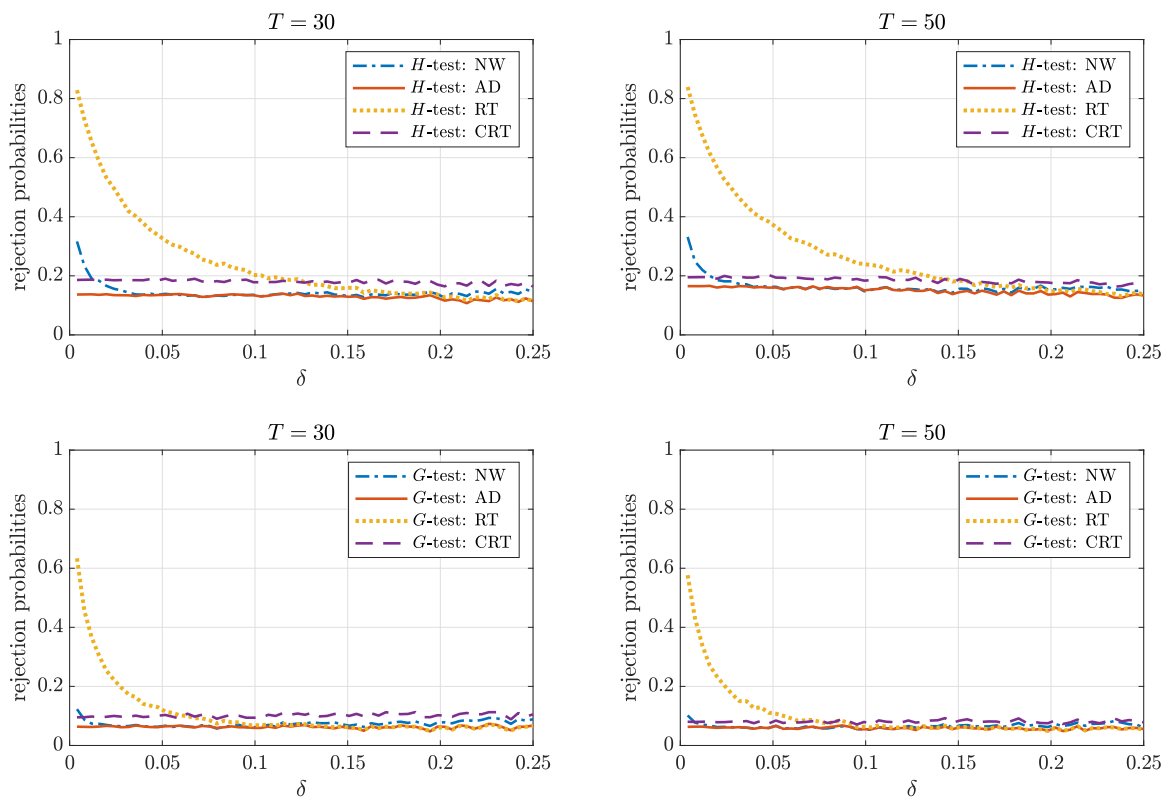 T = 30
rejection probabilities
1
0.8
0.6
0.4
0.2
0
H-test: NW
H-test: AD
H-test: RT
H-test: CRT
0 0.05 0.1 0.15 0.2 0.25
δ
T = 50
rejection probabilities
1
0.8
0.6
0.4
0.2
0
H-test: NW
H-test: AD
H-test: RT
H-test: CRT
0 0.05 0.1 0.15 0.2 0.25
δ
T = 30
rejection probabilities
1
0.8
0.6
0.4
0.2
0
G-test: NW
G-test: AD
G-test: RT
G-test: CRT
0 0.05 0.1 0.15 0.2 0.25
δ
T = 50
rejection probabilities
1
0.8
0.6
0.4
0.2
0
G-test: NW
G-test: AD
G-test: RT
G-test: CRT
0 0.05 0.1 0.15 0.2 0.25
δ